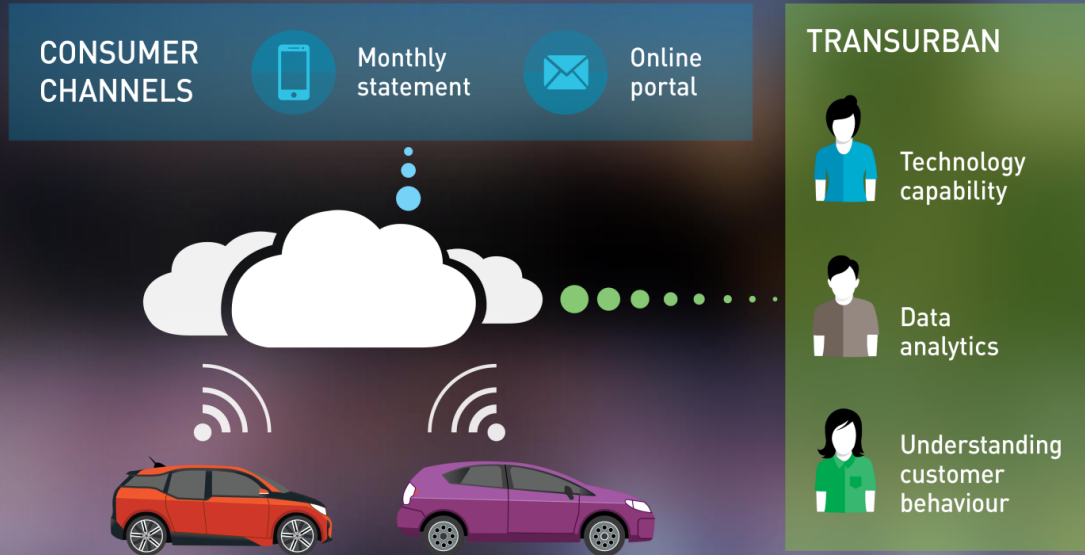 CONSUMER
CHANNELS
Monthly
statement
Online
portal
TRANSURBAN
Technology
capability
Data
analytics
Understanding
customer
behaviour